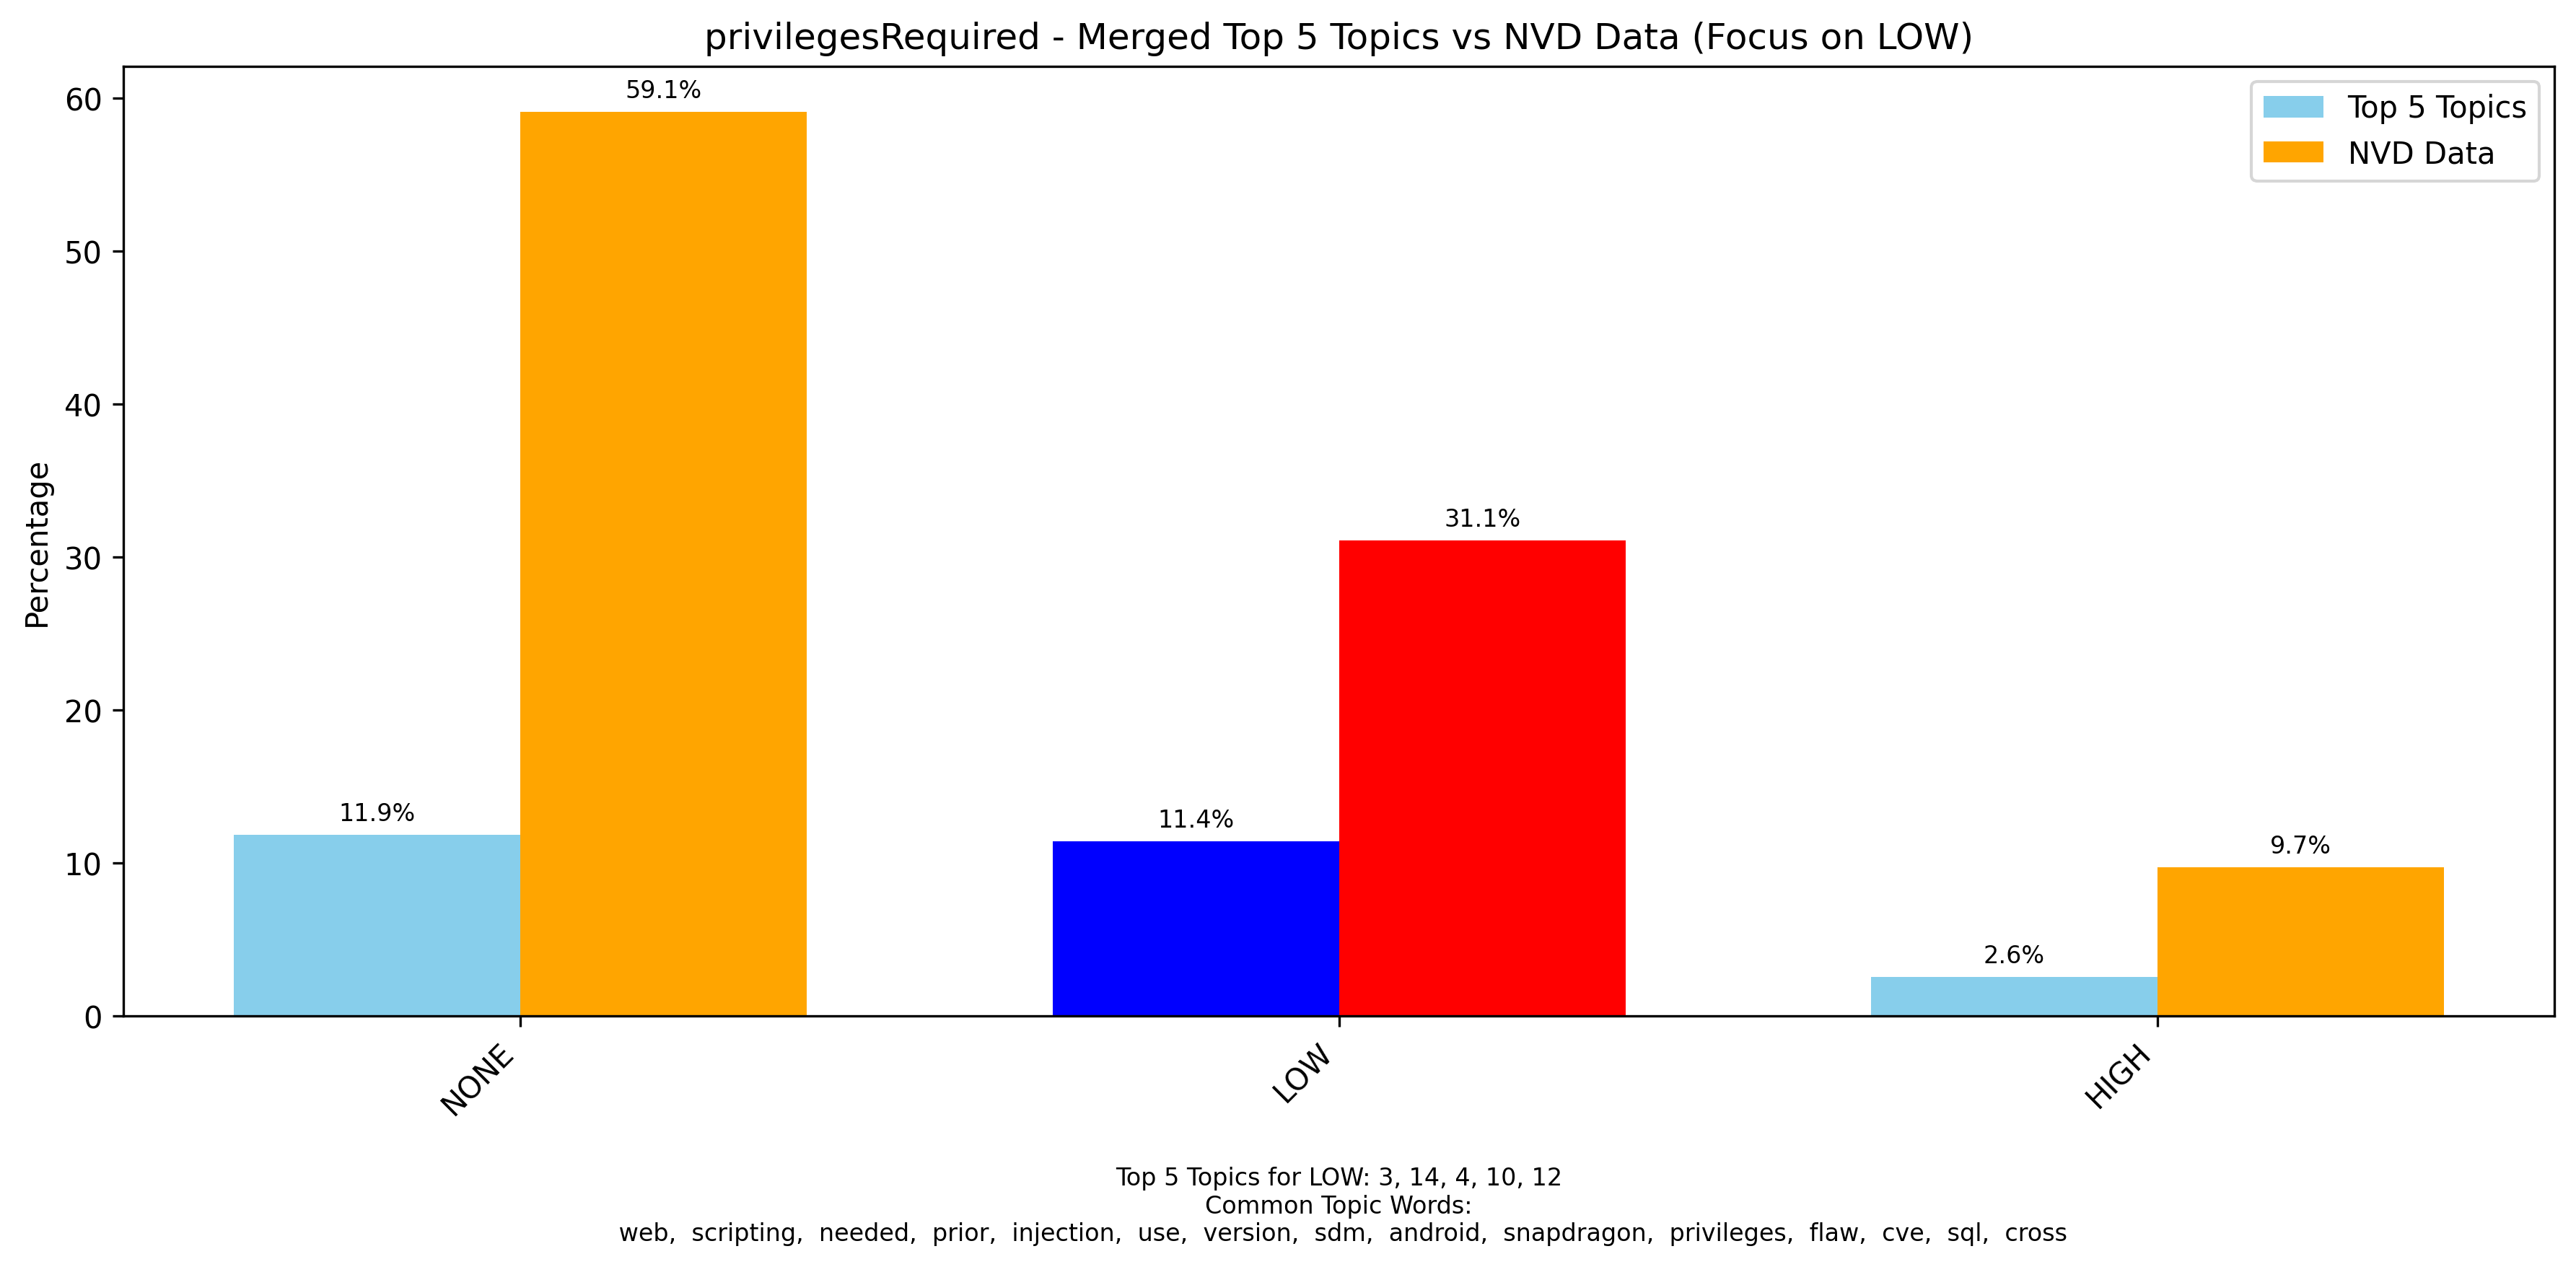 privilegesRequired - Merged Top 5 Topics vs NVD Data (Focus on LOW)
Top 5 Topics
NVD Data
Percentage
60
50
40
30
20
10
0
11.9%
59.1%
11.4%
31.1%
2.6%
9.7%
NONE
LOW
HIGH
Top 5 Topics for LOW: 3, 14, 4, 10, 12
Common Topic Words:
web, scripting, needed, prior, injection, use, version, sdm, android, snapdragon, privileges, flaw, cve, sql, cross